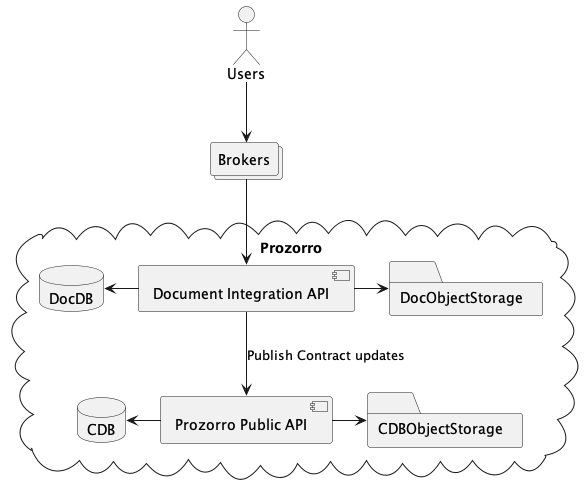 Users
Brokers
Prozorro
DocDB
Document Integration API
DocObjectStorage
Publish Contract updates
CDB
Prozorro Public API
CDBObjectStorage